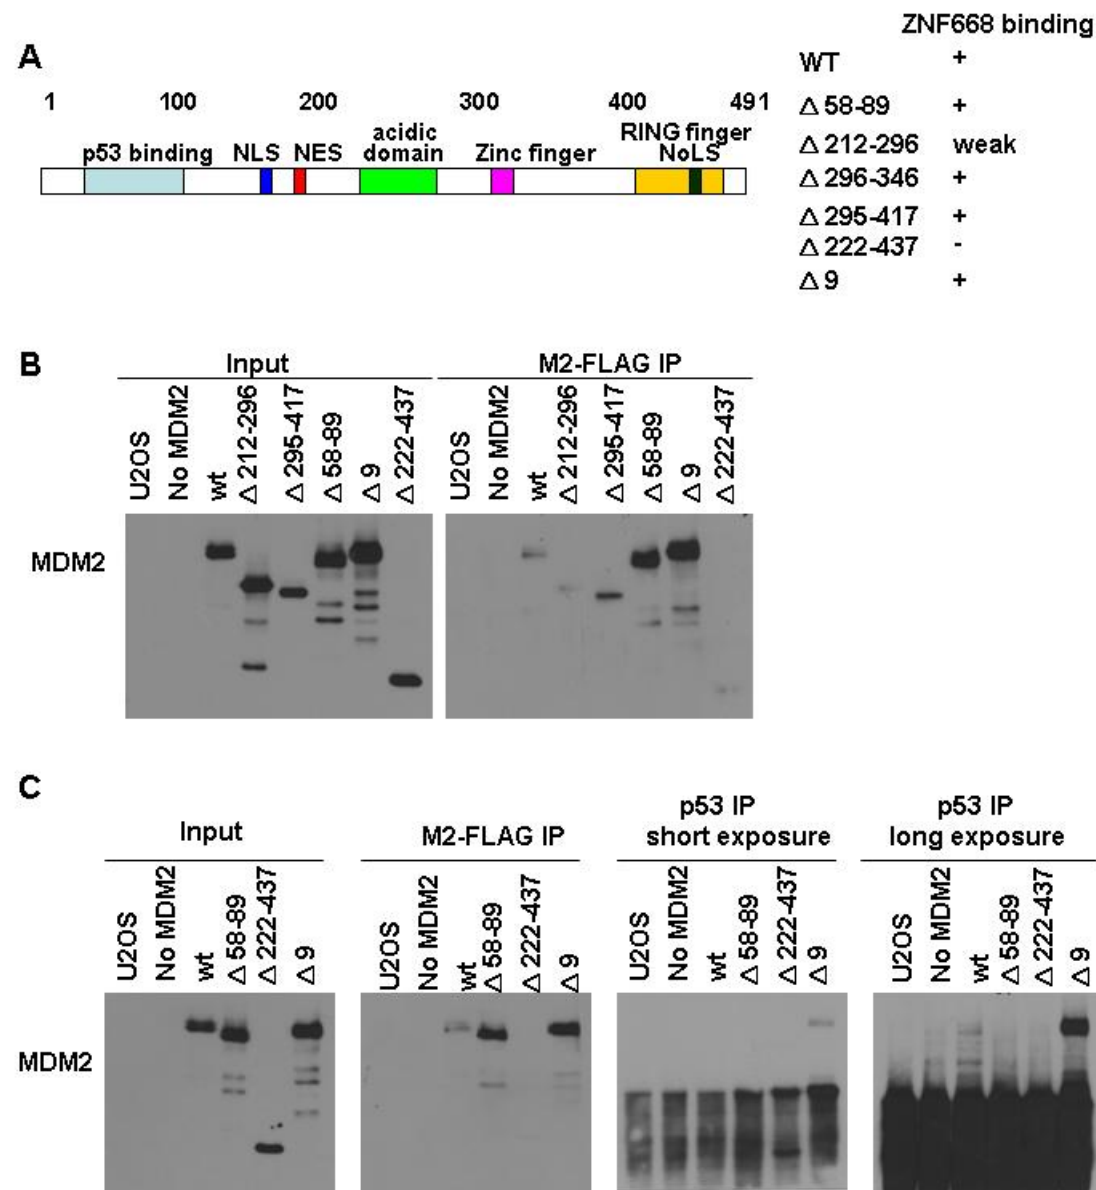 A
ZNF668 binding
WT +
Δ 58-89 +
Δ 212-296 weak
Δ 296-346 +
Δ 295-417 +
Δ 222-437 -
Δ 9 +
1 100 200 300 400 491
p53 binding NLS NES acidic domain Zinc finger RING finger NoLS
B
Input M2-FLAG IP
U2OS No MDM2 wt Δ 212-296 Δ 295-417 Δ 58-89 Δ 9 Δ 222-437
U2OS No MDM2 wt Δ 212-296 Δ 295-417 Δ 58-89 Δ 9 Δ 222-437
MDM2
C
Input M2-FLAG IP p53 IP short exposure p53 IP long exposure
U2OS No MDM2 wt Δ 58-89 Δ 222-437 Δ 9
U2OS No MDM2 wt Δ 58-89 Δ 222-437 Δ 9
U2OS No MDM2 wt Δ 58-89 Δ 222-437 Δ 9
U2OS No MDM2 wt Δ 58-89 Δ 222-437 Δ 9
MDM2